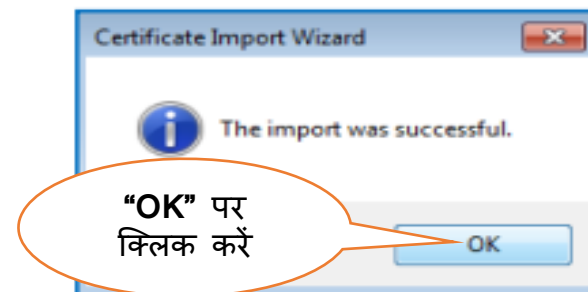 Certificate Import Wizard
The import was successful.
“OK” पर
क्लिक करें
OK